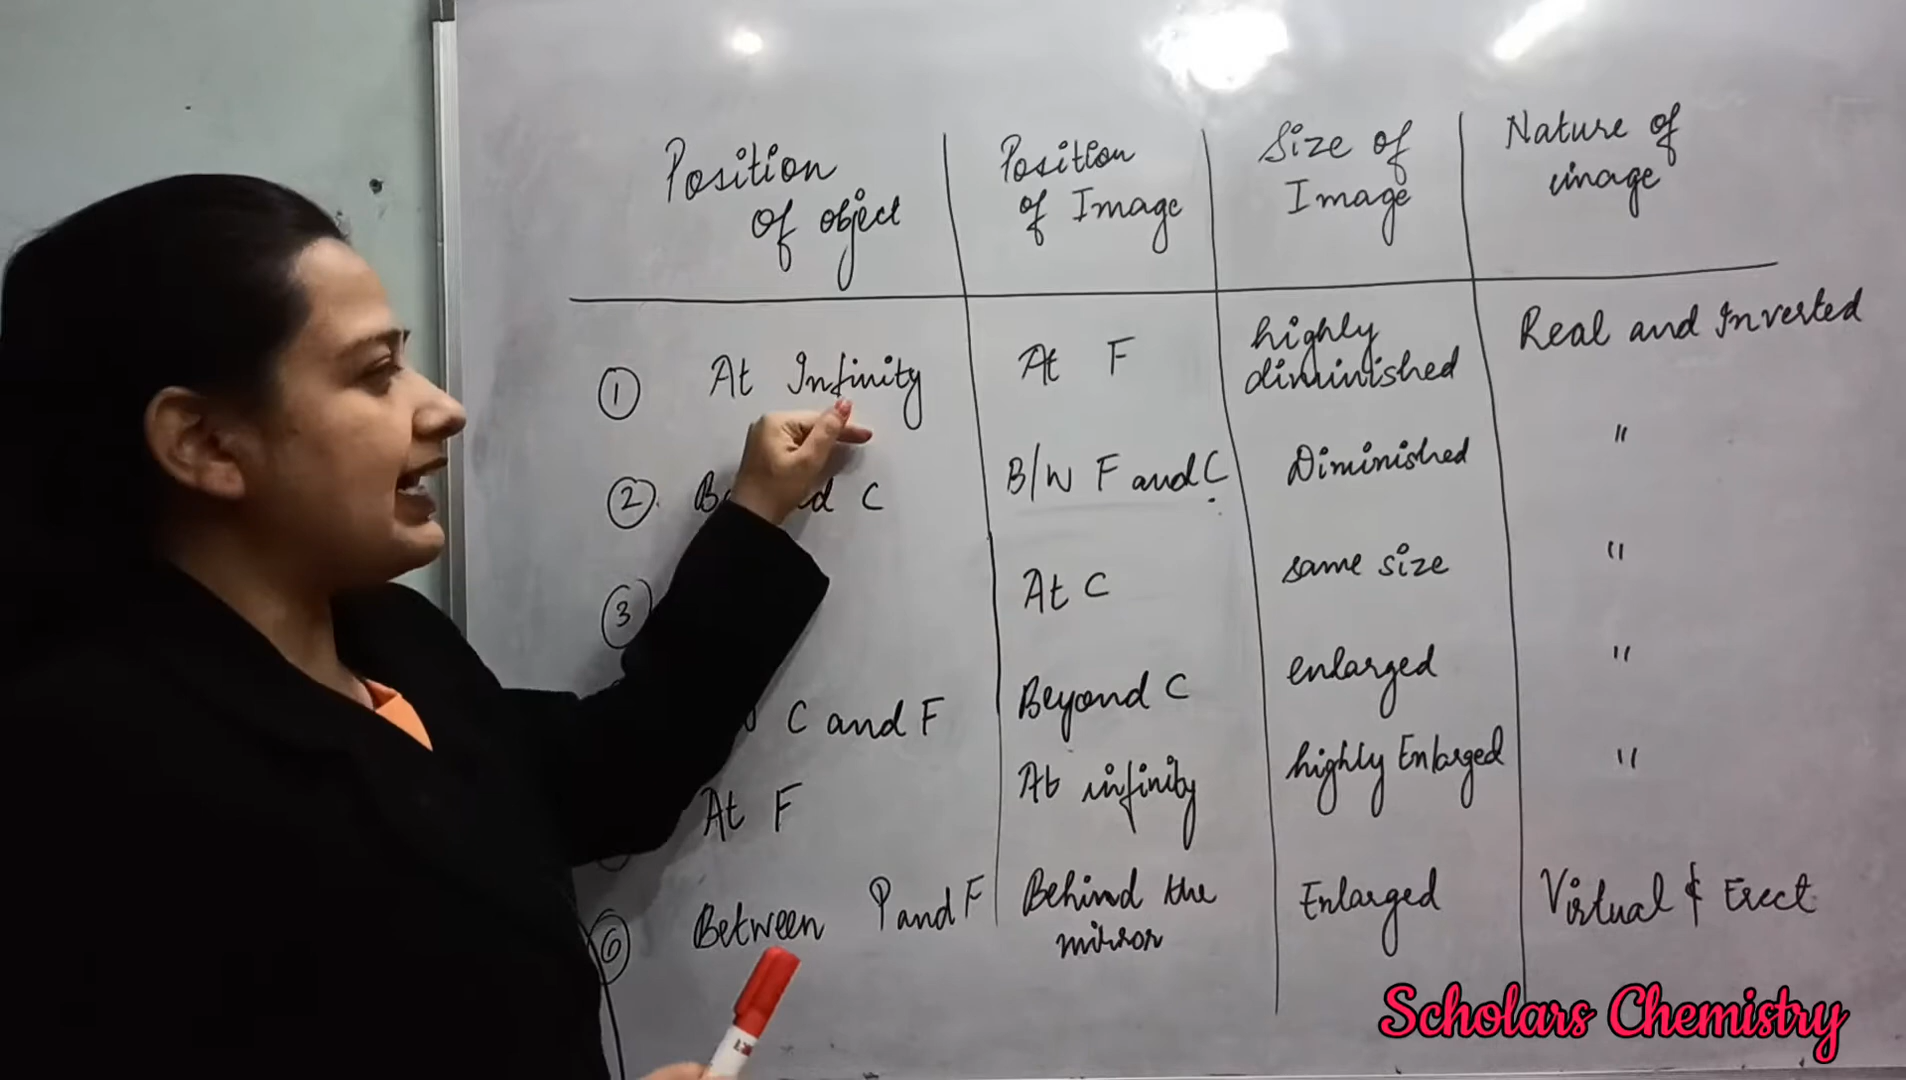 Position of object
Position of Image
Size of Image
Nature of image
① At Infinity
At F
highly diminished
Real and Inverted
②. C
B/W F and C
Diminished
"
③
At C
same size
"
C and F
Beyond C
enlarged
"
At F
At infinity
highly Enlarged
"
⑥ Between P and F
Behind the mirror
Enlarged
Virtual & Erect
Scholars Chemistry